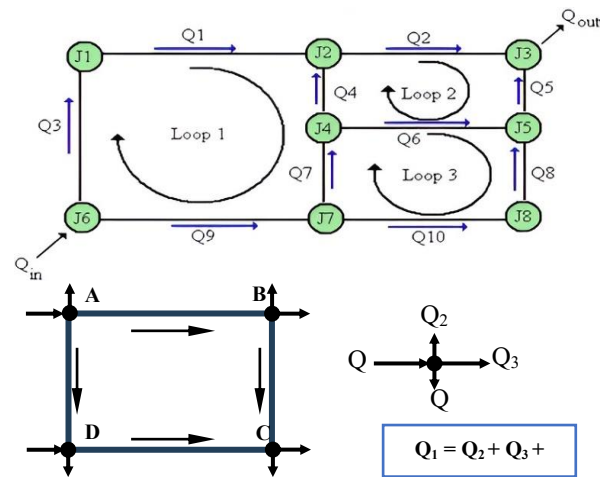 Q1
Q2
Qout
J1
J2
J3
Q3
Q4
Q5
Loop 1
Loop 2
J4
J5
Q6
Q7
Loop 3
Q8
J6
J7
J8
Qin
Q9
Q10
A
B
D
C
Q2
Q
Q3
Q
Q1 = Q2 + Q3 +